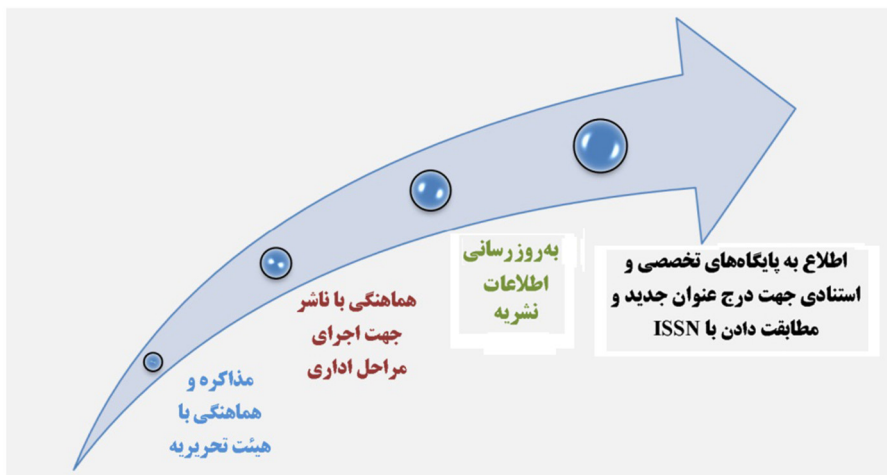 مذاکره و
هماهنگی با
هیئت تحریریه
هماهنگی با ناشر
جهت اجرای
مراحل اداری
به‌روزرسانی
اطلاعات
نشریه
اطلاع به پایگاه‌های تخصصی و
استنادی جهت درج عنوان جدید و
مطابقت دادن با ISSN